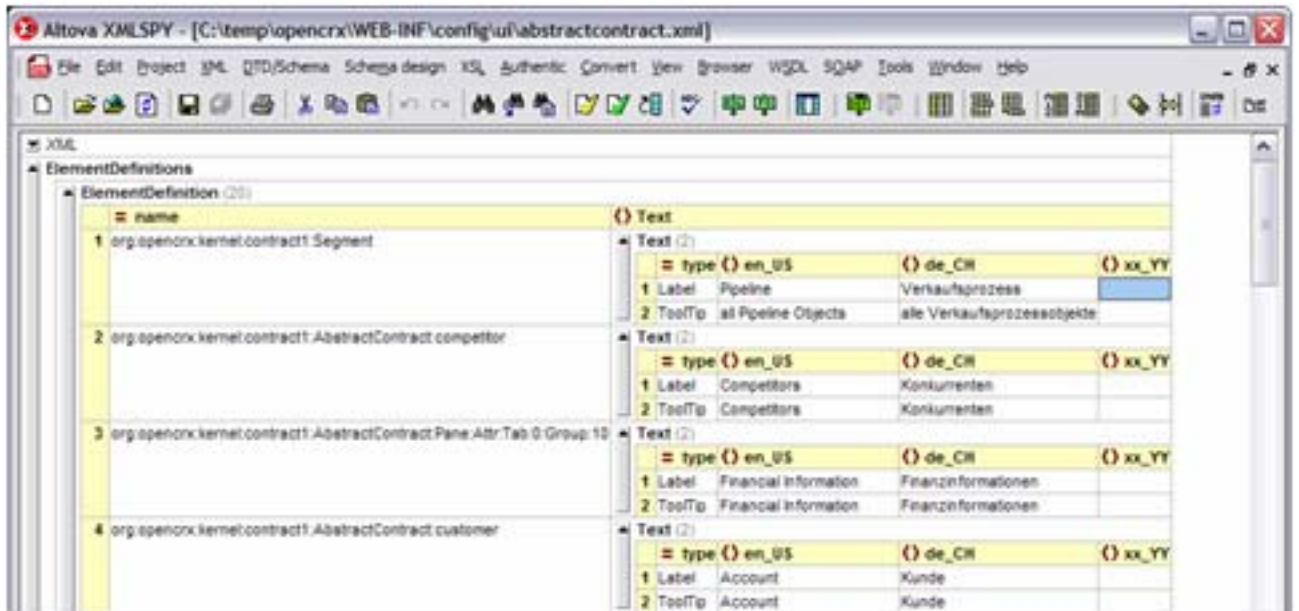 Altova XMLSPY - [C:\temp\opencrx\WEB-INF\config\ui\abstractcontract.xml]
File Edit Project XML DTD/Schema Schema design XSL Authentic Convert View Browser WSDL SOAP Tools Window Help
XML
ElementDefinitions
ElementDefinition (20)
= name () Text
1 org:opencrx:kernel:contract1:Segment Text (2)
= type () en_US () de_CH () xx_YY
1 Label Pipeline Verkaufsprozess
2 ToolTip all Pipeline Objects alle Verkaufsprozessobjekte
2 org:opencrx:kernel:contract1:AbstractContract:competitor Text (2)
= type () en_US () de_CH () xx_YY
1 Label Competitors Konkurrenten
2 ToolTip Competitors Konkurrenten
3 org:opencrx:kernel:contract1:AbstractContract:Pane:Attr:Tab:0:Group:10 Text (2)
= type () en_US () de_CH () xx_YY
1 Label Financial Information Finanzinformationen
2 ToolTip Financial Information Finanzinformationen
4 org:opencrx:kernel:contract1:AbstractContract:customer Text (2)
= type () en_US () de_CH () xx_YY
1 Label Account Kunde
2 ToolTip Account Kunde